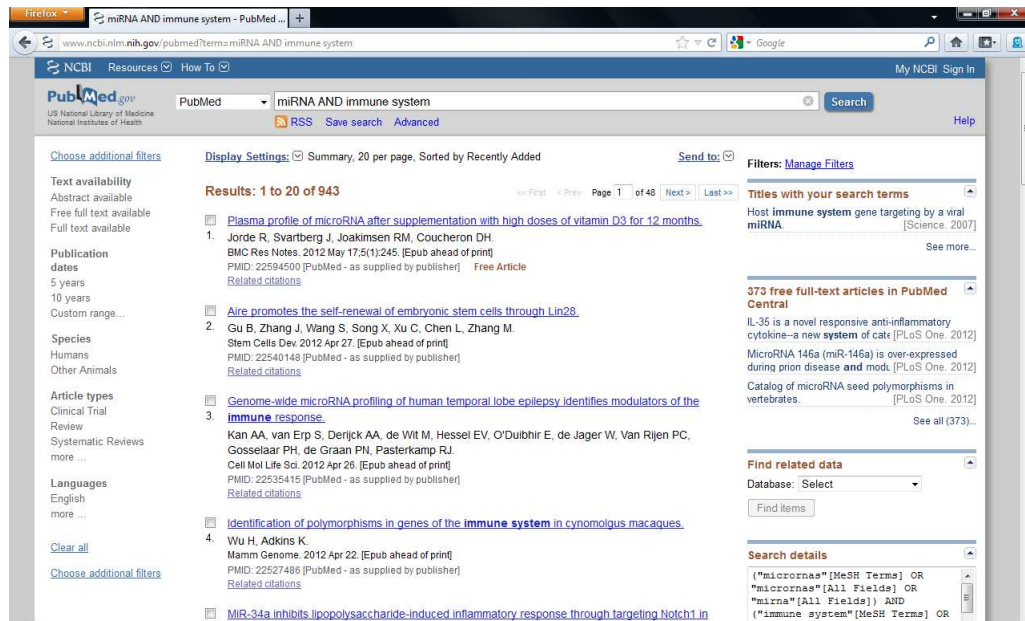 Firefox
miRNA AND immune system - PubMed ...
www.ncbi.nlm.nih.gov/pubmed?term=miRNA AND immune system
Google
NCBI Resources How To
My NCBI Sign In
PubMed.gov
US National Library of Medicine
National Institutes of Health
PubMed
miRNA AND immune system
Search
RSS Save search Advanced
Help
Choose additional filters
Text availability
Abstract available
Free full text available
Full text available
Publication
dates
5 years
10 years
Custom range...
Species
Humans
Other Animals
Article types
Clinical Trial
Review
Systematic Reviews
more ...
Languages
English
more ...
Clear all
Choose additional filters
Display Settings: Summary, 20 per page, Sorted by Recently Added
Send to:
Results: 1 to 20 of 943
<< First < Prev Page 1 of 48 Next > Last >>
Plasma profile of microRNA after supplementation with high doses of vitamin D3 for 12 months.
1. Jorde R, Svartberg J, Joakimsen RM, Coucheron DH.
BMC Res Notes. 2012 May 17;5(1):245. [Epub ahead of print]
PMID: 22594500 [PubMed - as supplied by publisher] Free Article
Related citations
Aire promotes the self-renewal of embryonic stem cells through Lin28.
2. Gu B, Zhang J, Wang S, Song X, Xu C, Chen L, Zhang M.
Stem Cells Dev. 2012 Apr 27. [Epub ahead of print]
PMID: 22540148 [PubMed - as supplied by publisher]
Related citations
Genome-wide microRNA profiling of human temporal lobe epilepsy identifies modulators of the
3. immune response.
Kan AA, van Erp S, Derijck AA, de Wit M, Hessel EV, O'Duibhir E, de Jager W, Van Rijen PC,
Gosselaar PH, de Graan PN, Pasterkamp RJ.
Cell Mol Life Sci. 2012 Apr 26. [Epub ahead of print]
PMID: 22535415 [PubMed - as supplied by publisher]
Related citations
Identification of polymorphisms in genes of the immune system in cynomolgus macaques.
4. Wu H, Adkins K.
Mamm Genome. 2012 Apr 22. [Epub ahead of print]
PMID: 22527486 [PubMed - as supplied by publisher]
Related citations
MiR-34a inhibits lipopolysaccharide-induced inflammatory response through targeting Notch1 in
Filters: Manage Filters
Titles with your search terms
Host immune system gene targeting by a viral
miRNA. [Science. 2007]
See more...
373 free full-text articles in PubMed
Central
IL-35 is a novel responsive anti-inflammatory
cytokine--a new system of cate [PLoS One. 2012]
MicroRNA 146a (miR-146a) is over-expressed
during prion disease and modu [PLoS One. 2012]
Catalog of microRNA seed polymorphisms in
vertebrates. [PLoS One. 2012]
See all (373)...
Find related data
Database: Select
Find items
Search details
("micrornas"[MeSH Terms] OR
"micrornas"[All Fields] OR
"mirna"[All Fields]) AND
("immune system"[MeSH Terms] OR